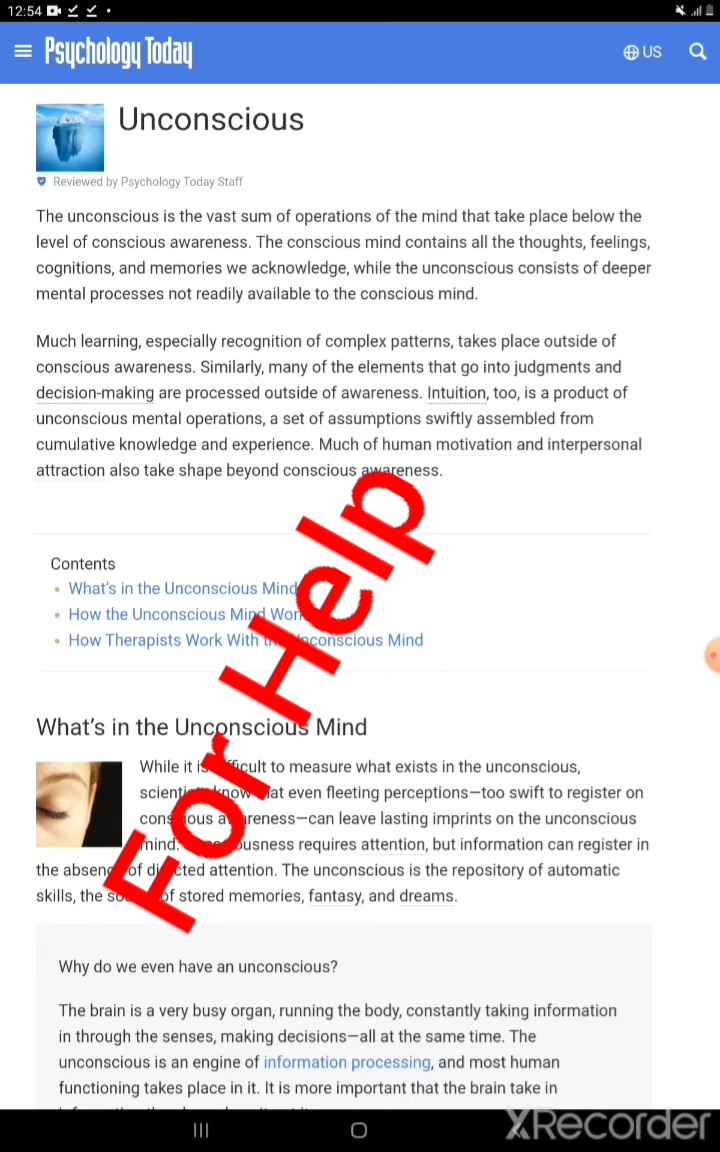 12:54
Psychology Today
US
Unconscious
Reviewed by Psychology Today Staff
The unconscious is the vast sum of operations of the mind that take place below the
level of conscious awareness. The conscious mind contains all the thoughts, feelings,
cognitions, and memories we acknowledge, while the unconscious consists of deeper
mental processes not readily available to the conscious mind.
Much learning, especially recognition of complex patterns, takes place outside of
conscious awareness. Similarly, many of the elements that go into judgments and
decision-making are processed outside of awareness. Intuition, too, is a product of
unconscious mental operations, a set of assumptions swiftly assembled from
cumulative knowledge and experience. Much of human motivation and interpersonal
attraction also take shape beyond conscious awareness.
For Help
Contents
What's in the Unconscious Mind
How the Unconscious Mind
How Therapists Work With Unconscious Mind
What's in the Unconscious Mind
While it is difficult to measure what exists in the unconscious,
scientists know that even fleeting perceptions—too swift to register on
conscious awareness—can leave lasting imprints on the unconscious
mind. Consciousness requires attention, but information can register in
the absence of directed attention. The unconscious is the repository of automatic
skills, the of stored memories, fantasy, and dreams.
Why do we even have an unconscious?
The brain is a very busy organ, running the body, constantly taking information
in through the senses, making decisions—all at the same time. The
unconscious is an engine of information processing, and most human
functioning takes place in it. It is more important that the brain take in
XRecorder